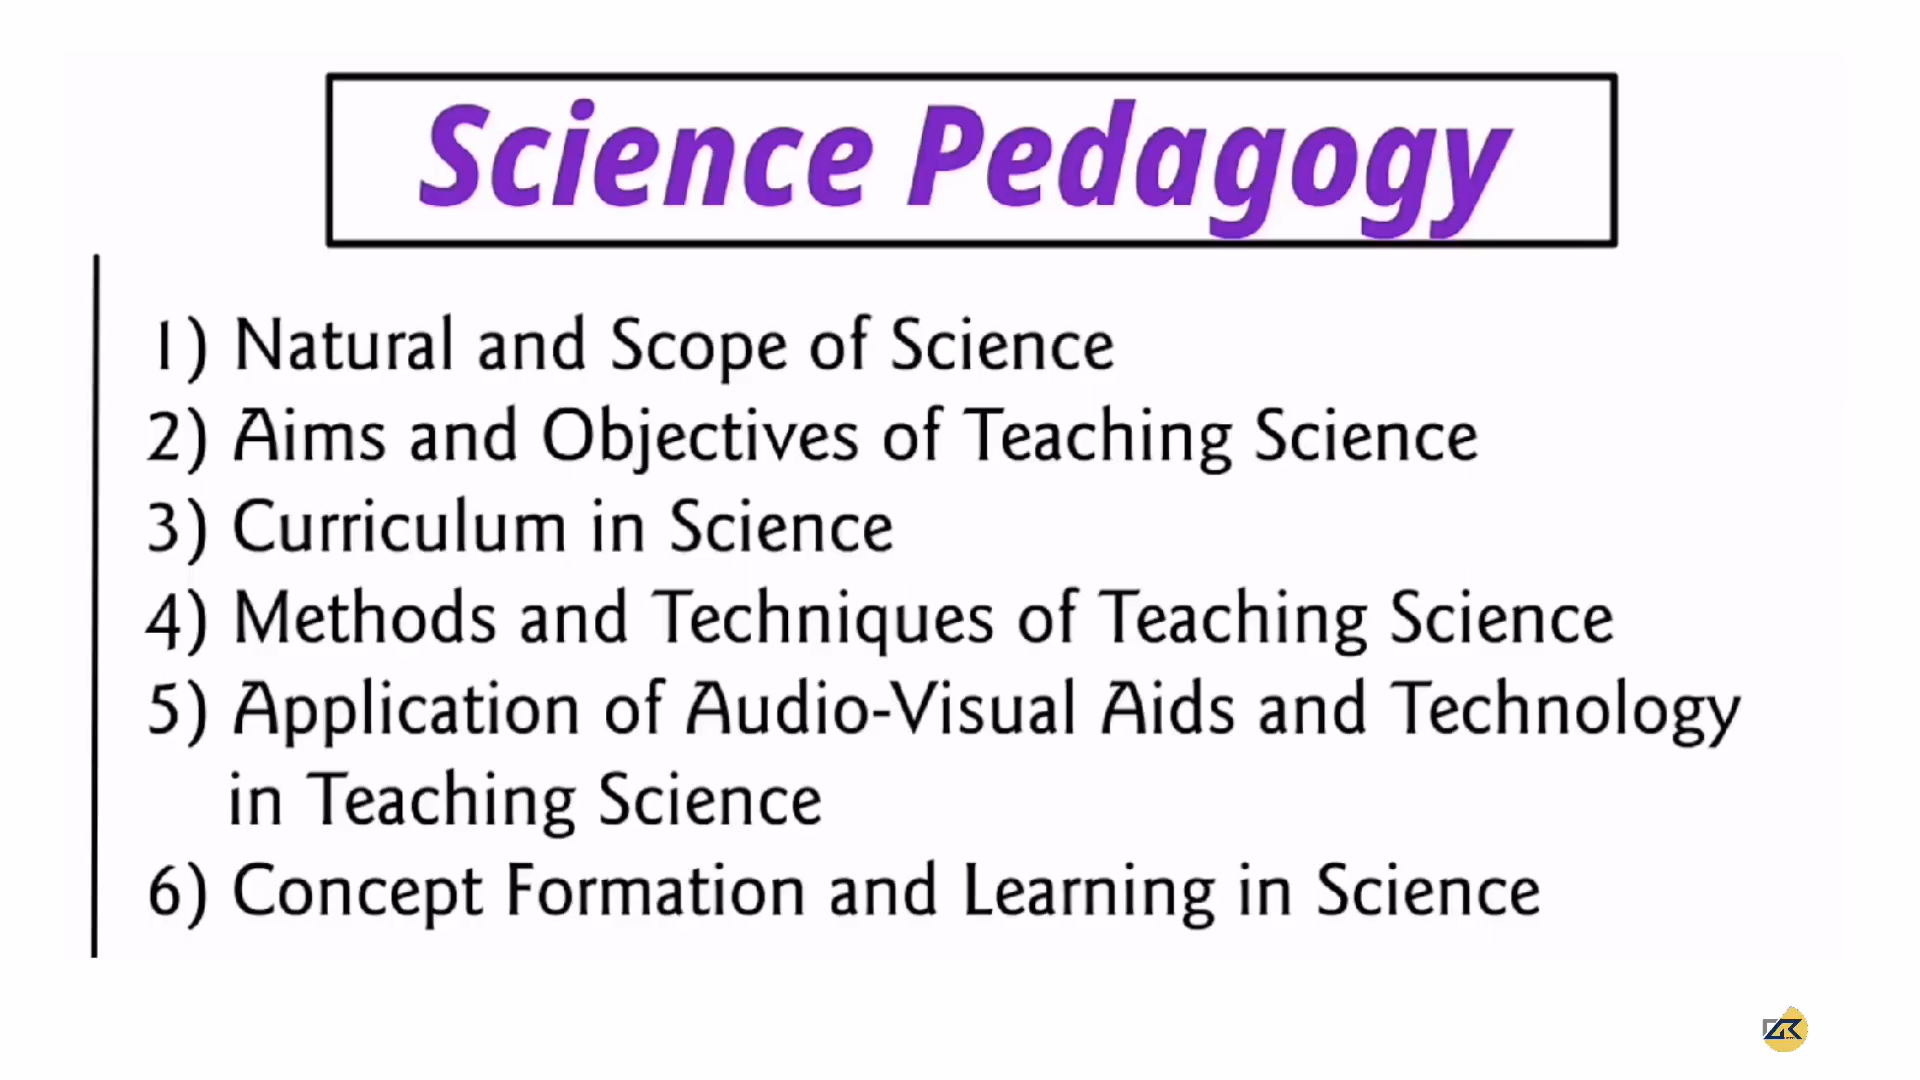 Science Pedagogy
1) Natural and Scope of Science
2) Aims and Objectives of Teaching Science
3) Curriculum in Science
4) Methods and Techniques of Teaching Science
5) Application of Audio-Visual Aids and Technology
in Teaching Science
6) Concept Formation and Learning in Science